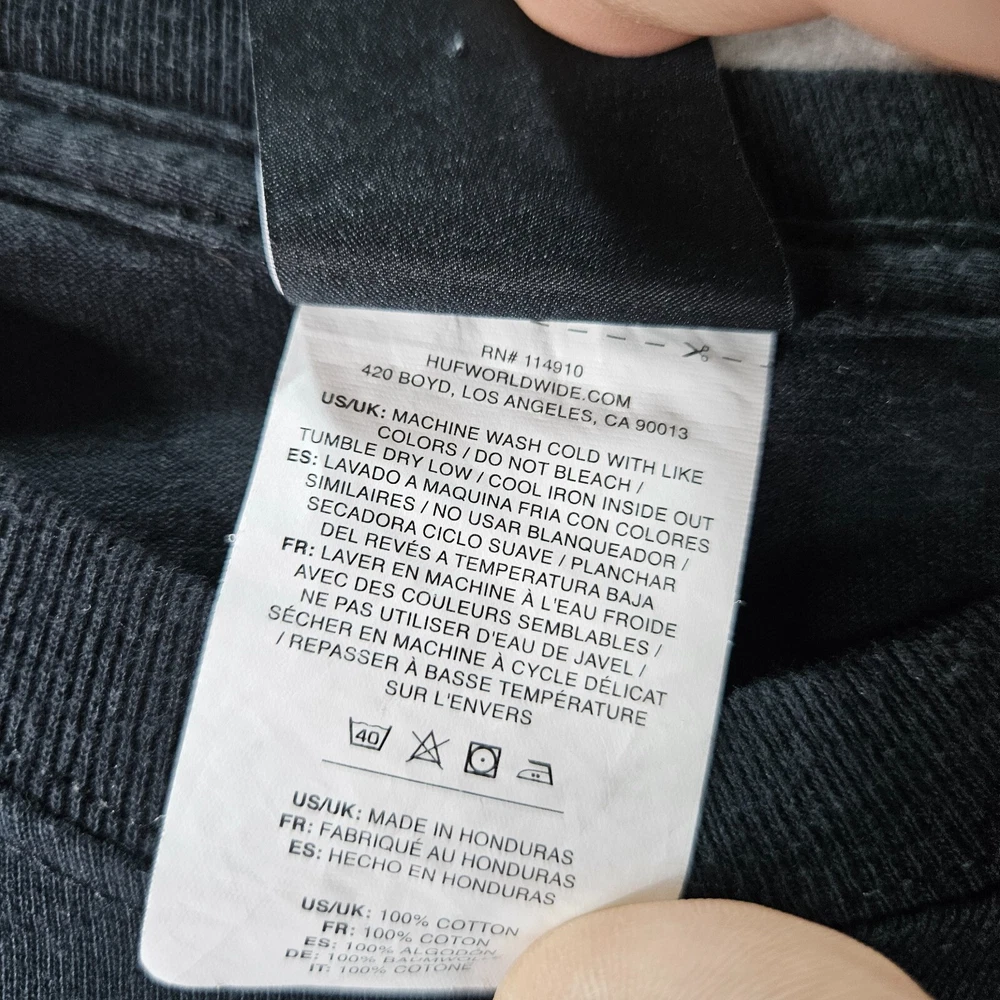 RN# 114910
HUFWORLDWIDE.COM
420 BOYD, LOS ANGELES, CA 90013
US/UK: MACHINE WASH COLD WITH LIKE
COLORS / DO NOT BLEACH /
TUMBLE DRY LOW / COOL IRON INSIDE OUT
ES: LAVADO A MAQUINA FRIA CON COLORES
SIMILAIRES / NO USAR BLANQUEADOR /
SECADORA CICLO SUAVE / PLANCHAR
DEL REVÉS A TEMPERATURA BAJA
FR: LAVER EN MACHINE À L'EAU FROIDE
AVEC DES COULEURS SEMBLABLES /
NE PAS UTILISER D'EAU DE JAVEL /
SÉCHER EN MACHINE À CYCLE DÉLICAT
/ REPASSER À BASSE TEMPÉRATURE
SUR L'ENVERS
40
US/UK: MADE IN HONDURAS
FR: FABRIQUÉ AU HONDURAS
ES: HECHO EN HONDURAS
US/UK: 100% COTTON
FR: 100% COTON
ES: 100% ALGODÓN
DE: 100% BAUMWOLLE
IT: 100% COTONE